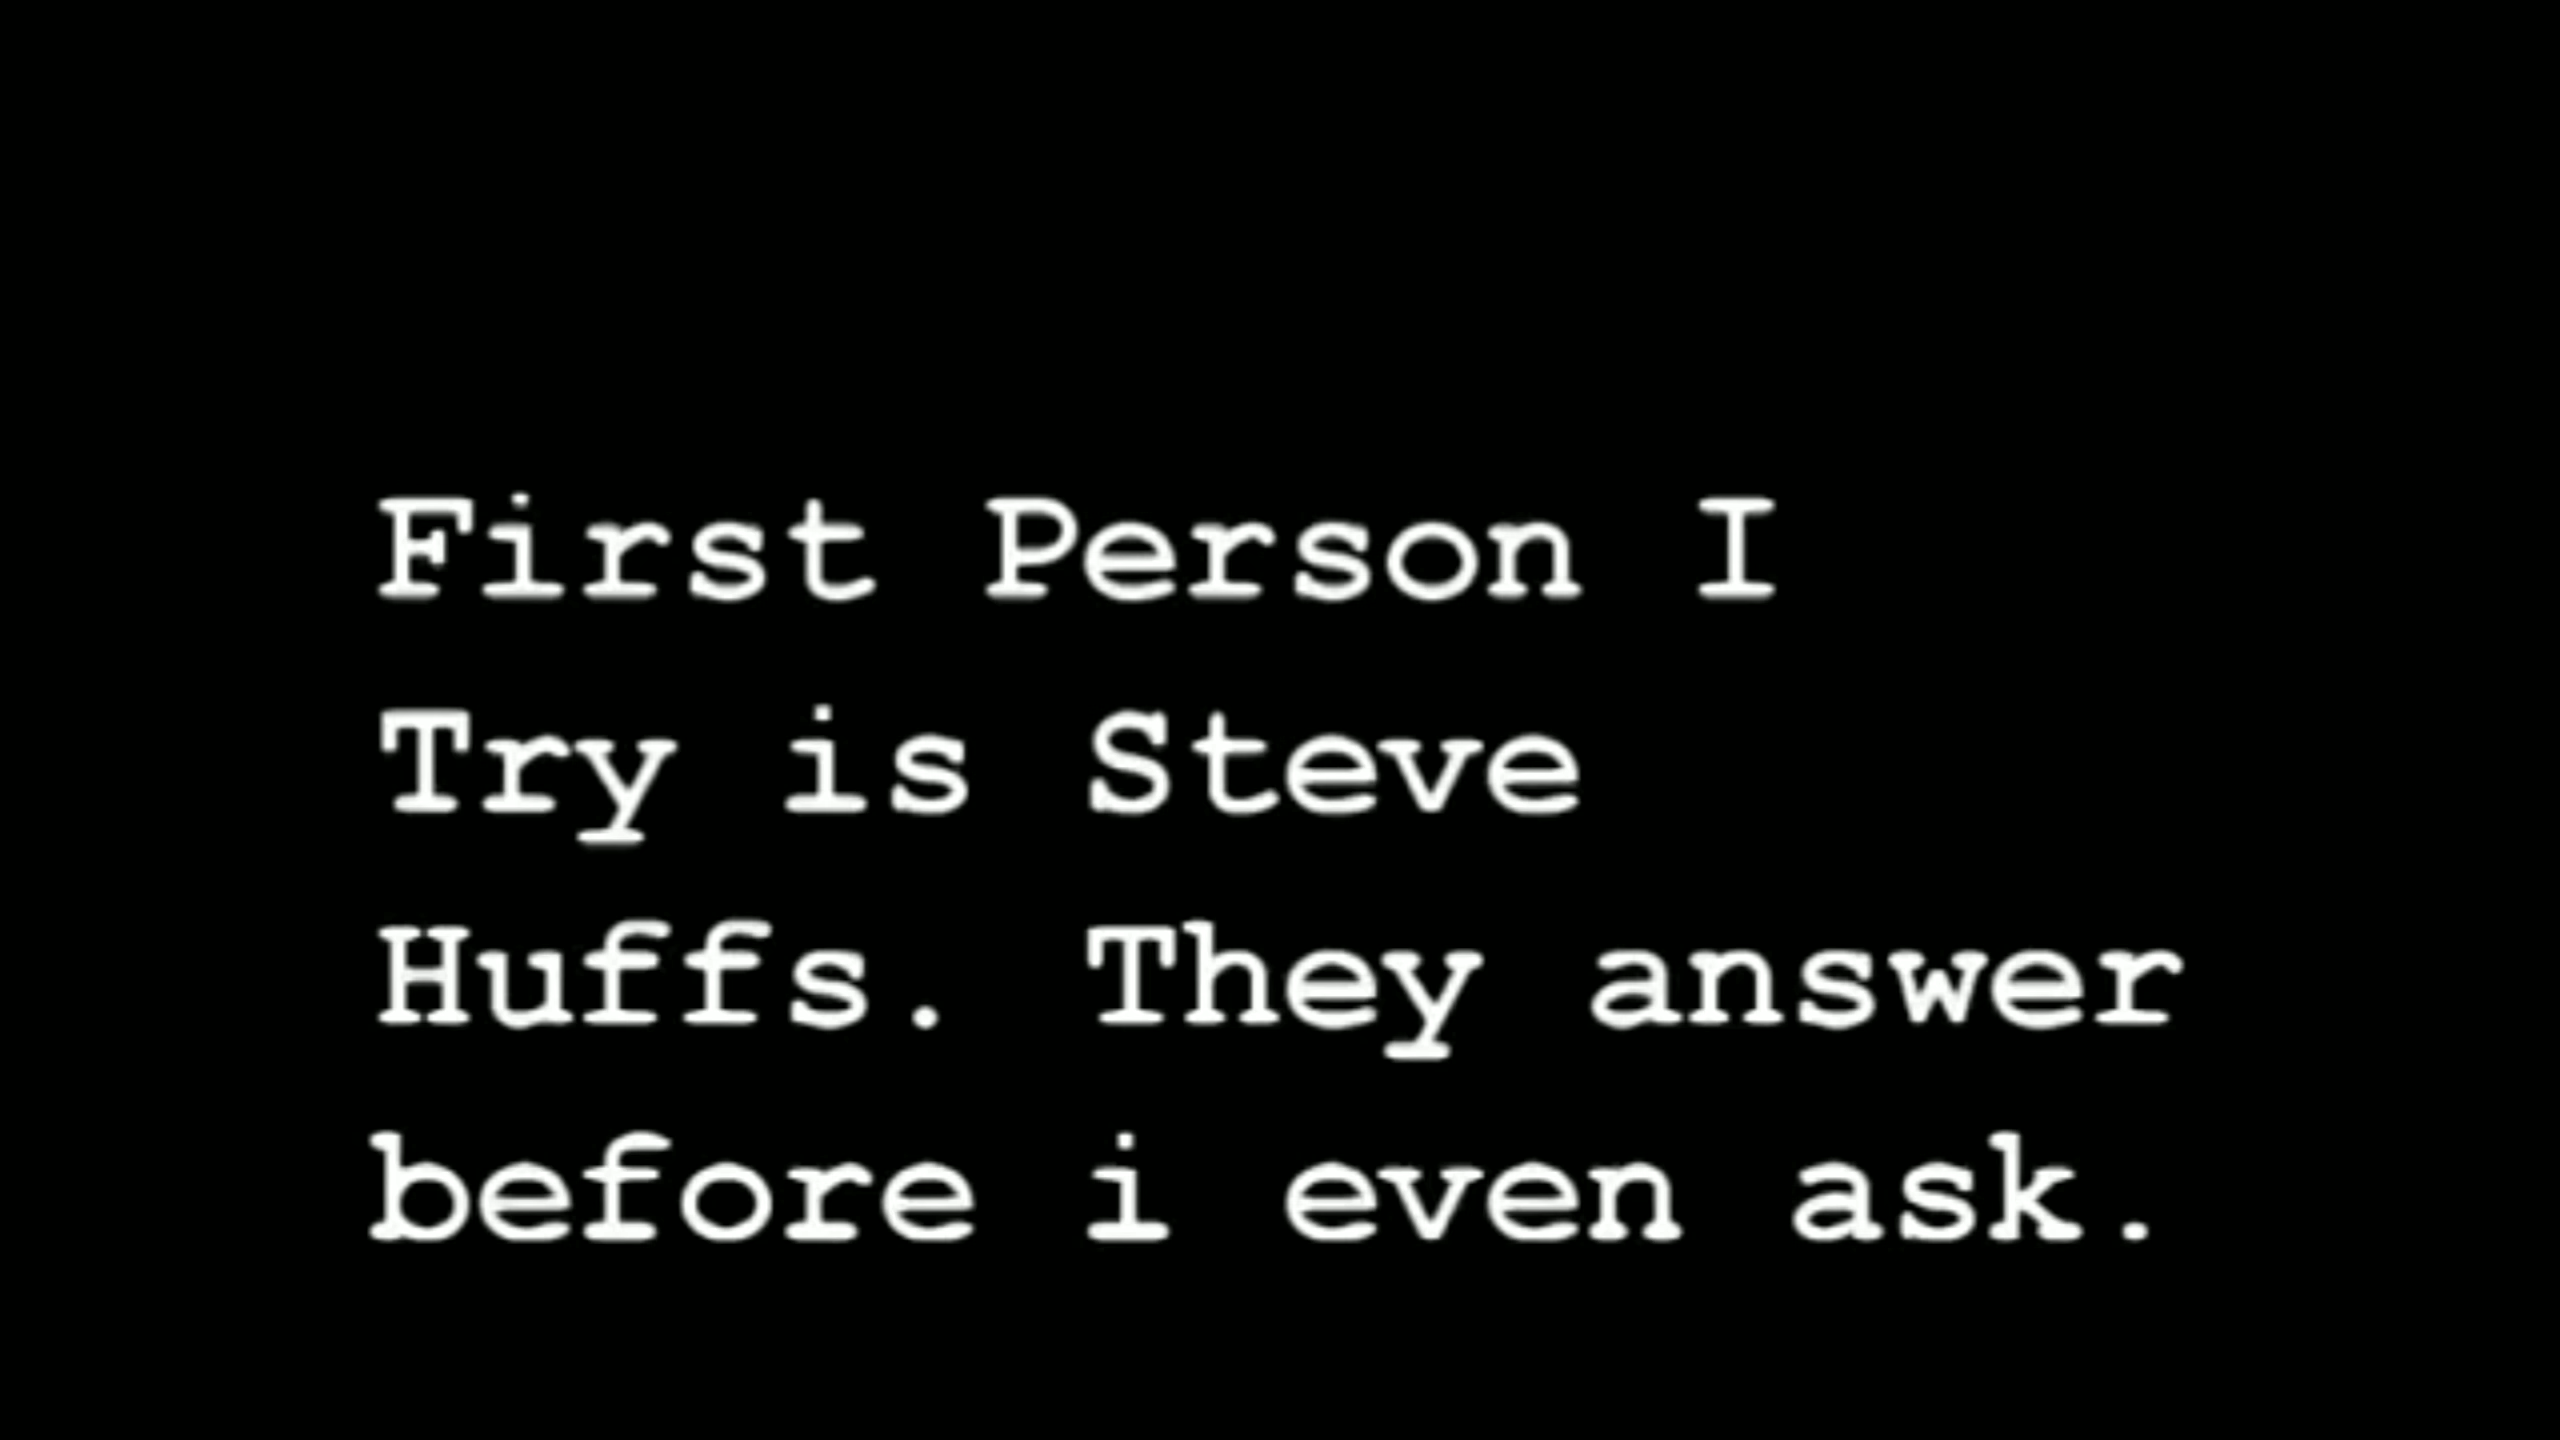 First Person I
Try is Steve
Huffs. They answer
before i even ask.